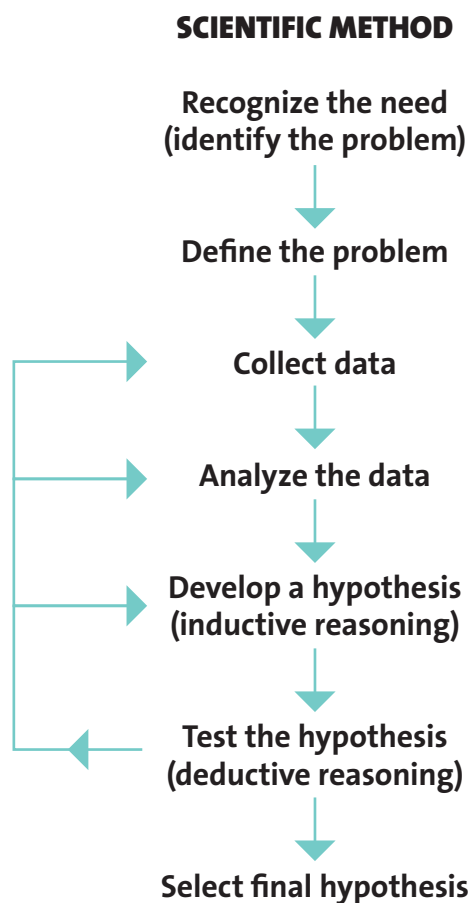 SCIENTIFIC METHOD
Recognize the need
(identify the problem)
Define the problem
Collect data
Analyze the data
Develop a hypothesis
(inductive reasoning)
Test the hypothesis
(deductive reasoning)
Select final hypothesis